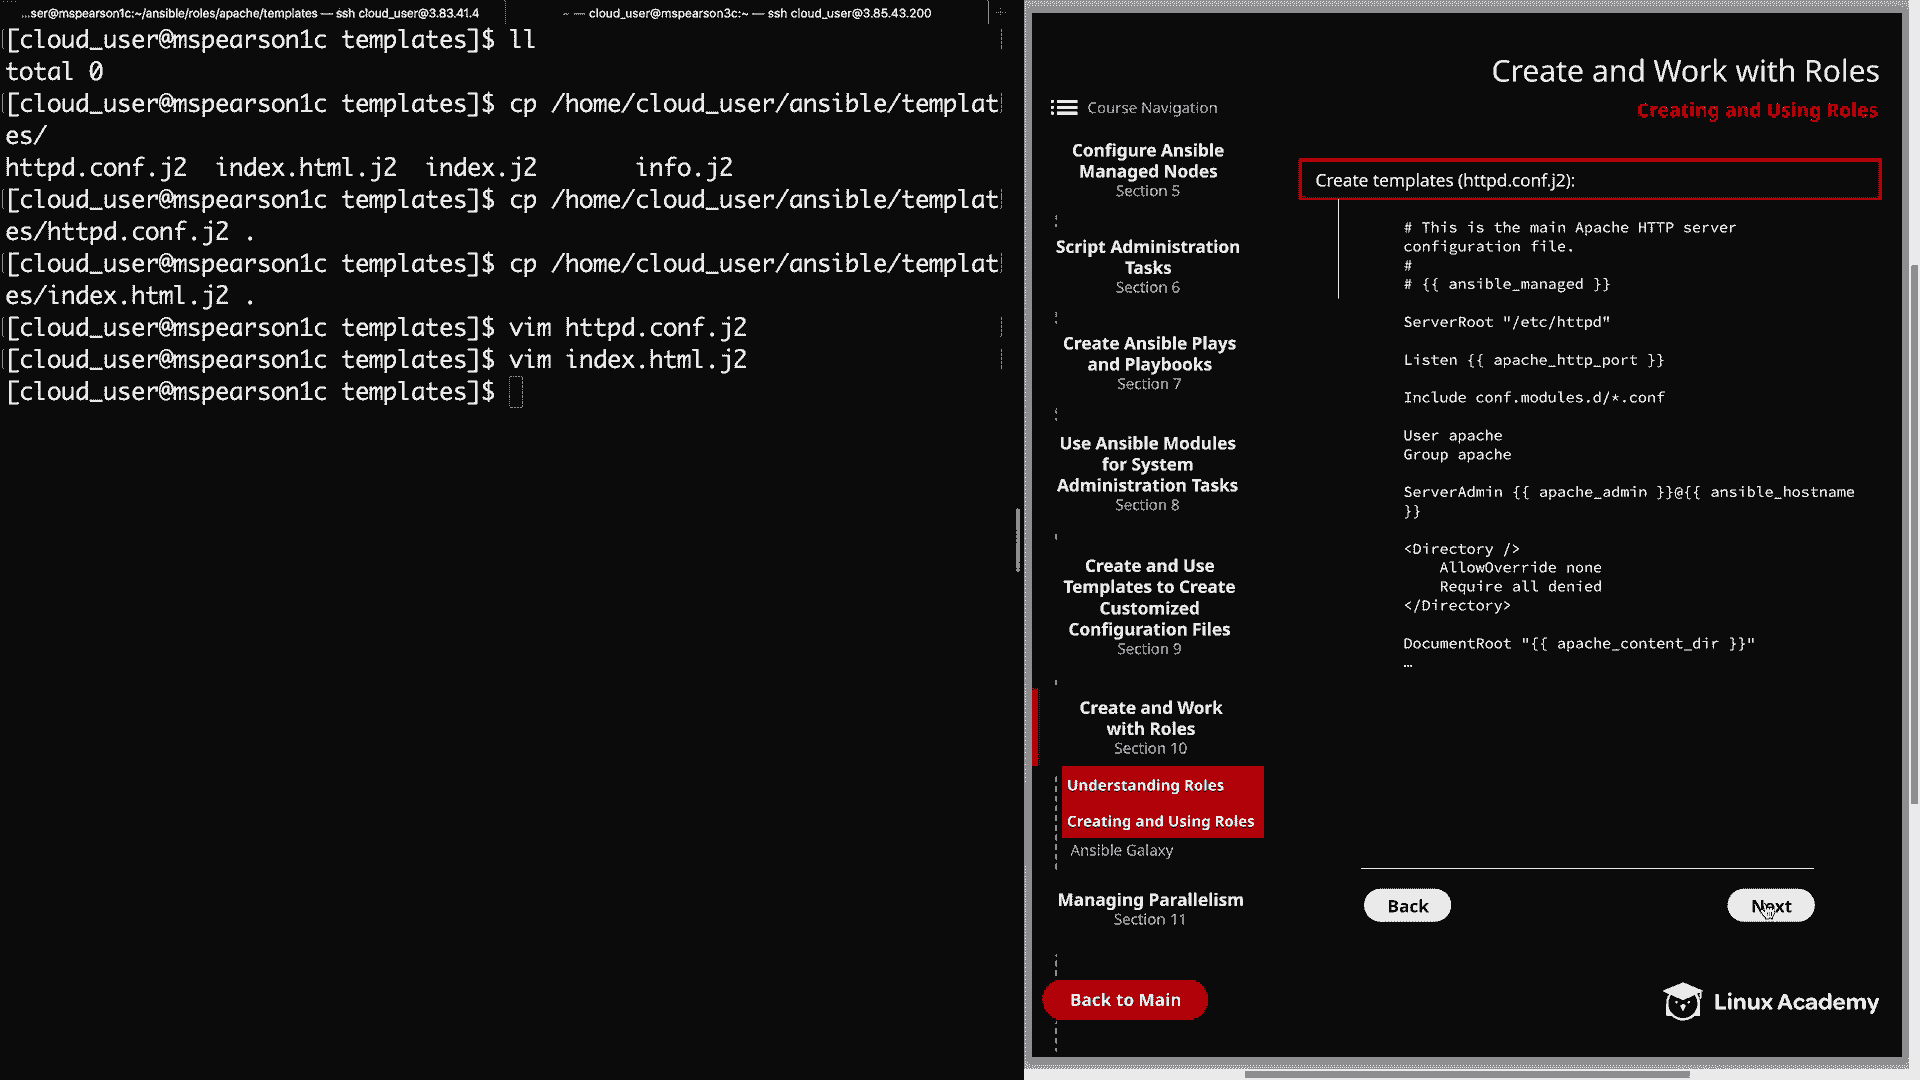 ...ser@mspearson1c:~/ansible/roles/apache/templates — ssh cloud_user@3.83.41.4
~ — cloud_user@mspearson3c:~ — ssh cloud_user@3.85.43.200
[cloud_user@mspearson1c templates]$ ll
total 0
[cloud_user@mspearson1c templates]$ cp /home/cloud_user/ansible/templat
es/
httpd.conf.j2  index.html.j2  index.j2       info.j2
[cloud_user@mspearson1c templates]$ cp /home/cloud_user/ansible/templat
es/httpd.conf.j2 .
[cloud_user@mspearson1c templates]$ cp /home/cloud_user/ansible/templat
es/index.html.j2 .
[cloud_user@mspearson1c templates]$ vim httpd.conf.j2
[cloud_user@mspearson1c templates]$ vim index.html.j2
[cloud_user@mspearson1c templates]$
Create and Work with Roles
Creating and Using Roles
Course Navigation
Configure Ansible
Managed Nodes
Section 5
Script Administration
Tasks
Section 6
Create Ansible Plays
and Playbooks
Section 7
Use Ansible Modules
for System
Administration Tasks
Section 8
Create and Use
Templates to Create
Customized
Configuration Files
Section 9
Create and Work
with Roles
Section 10
Understanding Roles
Creating and Using Roles
Ansible Galaxy
Managing Parallelism
Section 11
Back to Main
Create templates (httpd.conf.j2):
# This is the main Apache HTTP server
configuration file.
#
# {{ ansible_managed }}
ServerRoot "/etc/httpd"
Listen {{ apache_http_port }}
Include conf.modules.d/*.conf
User apache
Group apache
ServerAdmin {{ apache_admin }}@{{ ansible_hostname
}}
<Directory />
    AllowOverride none
    Require all denied
</Directory>
DocumentRoot "{{ apache_content_dir }}"
…
Back
Next
Linux Academy